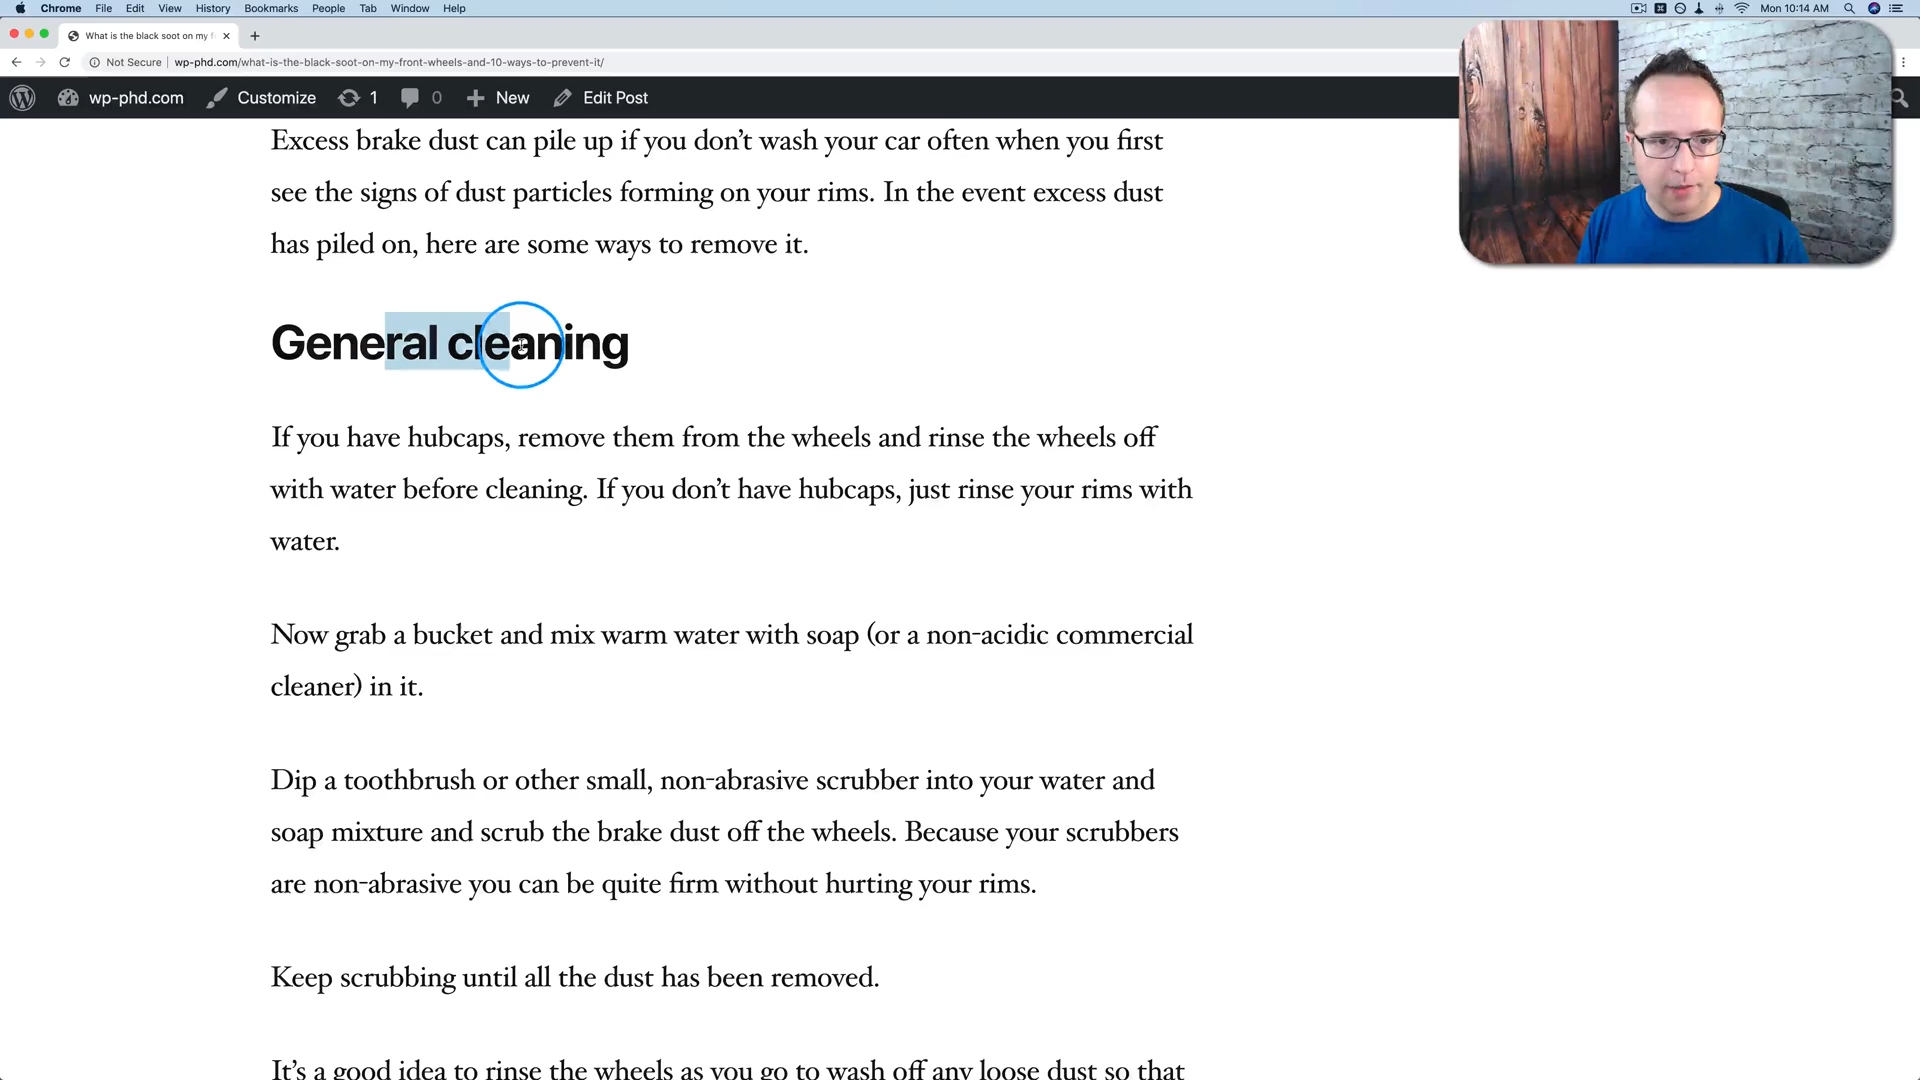 Chrome File Edit View History Bookmarks People Tab Window Help Mon 10:14 AM
What is the black soot on my f
Not Secure | wp-phd.com/what-is-the-black-soot-on-my-front-wheels-and-10-ways-to-prevent-it/
wp-phd.com Customize 1 0 New Edit Post
Excess brake dust can pile up if you don’t wash your car often when you first
see the signs of dust particles forming on your rims. In the event excess dust
has piled on, here are some ways to remove it.
General cleaning
If you have hubcaps, remove them from the wheels and rinse the wheels off
with water before cleaning. If you don’t have hubcaps, just rinse your rims with
water.
Now grab a bucket and mix warm water with soap (or a non-acidic commercial
cleaner) in it.
Dip a toothbrush or other small, non-abrasive scrubber into your water and
soap mixture and scrub the brake dust off the wheels. Because your scrubbers
are non-abrasive you can be quite firm without hurting your rims.
Keep scrubbing until all the dust has been removed.
It’s a good idea to rinse the wheels as you go to wash off any loose dust so that